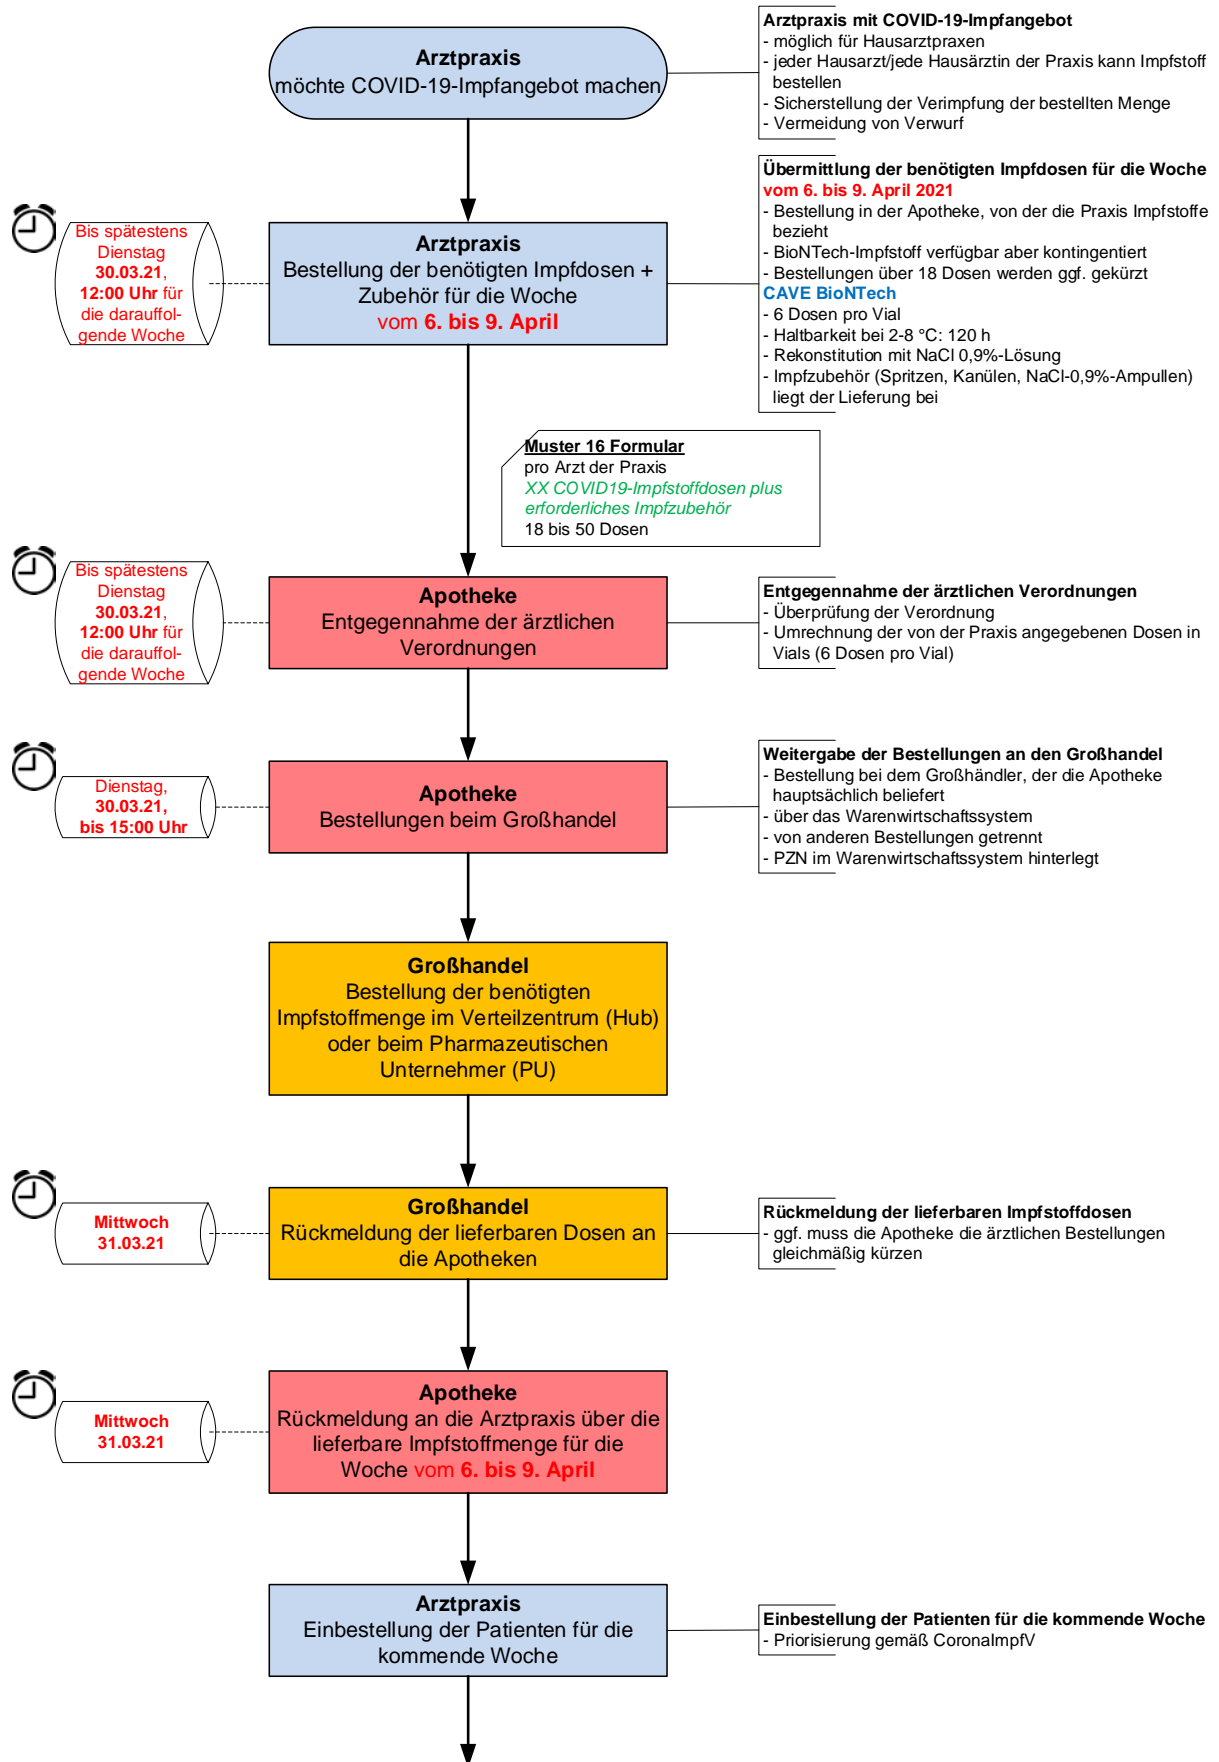 Arztpraxis
möchte COVID-19-Impfangebot machen
Arztpraxis mit COVID-19-Impfangebot
- möglich für Hausarztpraxen
- jeder Hausarzt/jede Hausärztin der Praxis kann Impfstoff
bestellen
- Sicherstellung der Verimpfung der bestellten Menge
- Vermeidung von Verwurf
Bis spätestens
Dienstag
30.03.21,
12:00 Uhr für
die darauffol-
gende Woche
Arztpraxis
Bestellung der benötigten Impfdosen +
Zubehör für die Woche
vom 6. bis 9. April
Übermittlung der benötigten Impfdosen für die Woche
vom 6. bis 9. April 2021
- Bestellung in der Apotheke, von der die Praxis Impfstoffe
bezieht
- BioNTech-Impfstoff verfügbar aber kontingentiert
- Bestellungen über 18 Dosen werden ggf. gekürzt
CAVE BioNTech
- 6 Dosen pro Vial
- Haltbarkeit bei 2-8 °C: 120 h
- Rekonstitution mit NaCl 0,9%-Lösung
- Impfzubehör (Spritzen, Kanülen, NaCl-0,9%-Ampullen)
liegt der Lieferung bei
Muster 16 Formular
pro Arzt der Praxis
XX COVID19-Impfstoffdosen plus
erforderliches Impfzubehör
18 bis 50 Dosen
Bis spätestens
Dienstag
30.03.21,
12:00 Uhr für
die darauffol-
gende Woche
Apotheke
Entgegennahme der ärztlichen
Verordnungen
Entgegennahme der ärztlichen Verordnungen
- Überprüfung der Verordnung
- Umrechnung der von der Praxis angegebenen Dosen in
Vials (6 Dosen pro Vial)
Dienstag,
30.03.21,
bis 15:00 Uhr
Apotheke
Bestellungen beim Großhandel
Weitergabe der Bestellungen an den Großhandel
- Bestellung bei dem Großhändler, der die Apotheke
hauptsächlich beliefert
- über das Warenwirtschaftssystem
- von anderen Bestellungen getrennt
- PZN im Warenwirtschaftssystem hinterlegt
Großhandel
Bestellung der benötigten
Impfstoffmenge im Verteilzentrum (Hub)
oder beim Pharmazeutischen
Unternehmer (PU)
Mittwoch
31.03.21
Großhandel
Rückmeldung der lieferbaren Dosen an
die Apotheken
Rückmeldung der lieferbaren Impfstoffdosen
- ggf. muss die Apotheke die ärztlichen Bestellungen
gleichmäßig kürzen
Mittwoch
31.03.21
Apotheke
Rückmeldung an die Arztpraxis über die
lieferbare Impfstoffmenge für die
Woche vom 6. bis 9. April
Arztpraxis
Einbestellung der Patienten für die
kommende Woche
Einbestellung der Patienten für die kommende Woche
- Priorisierung gemäß CoronaImpfV